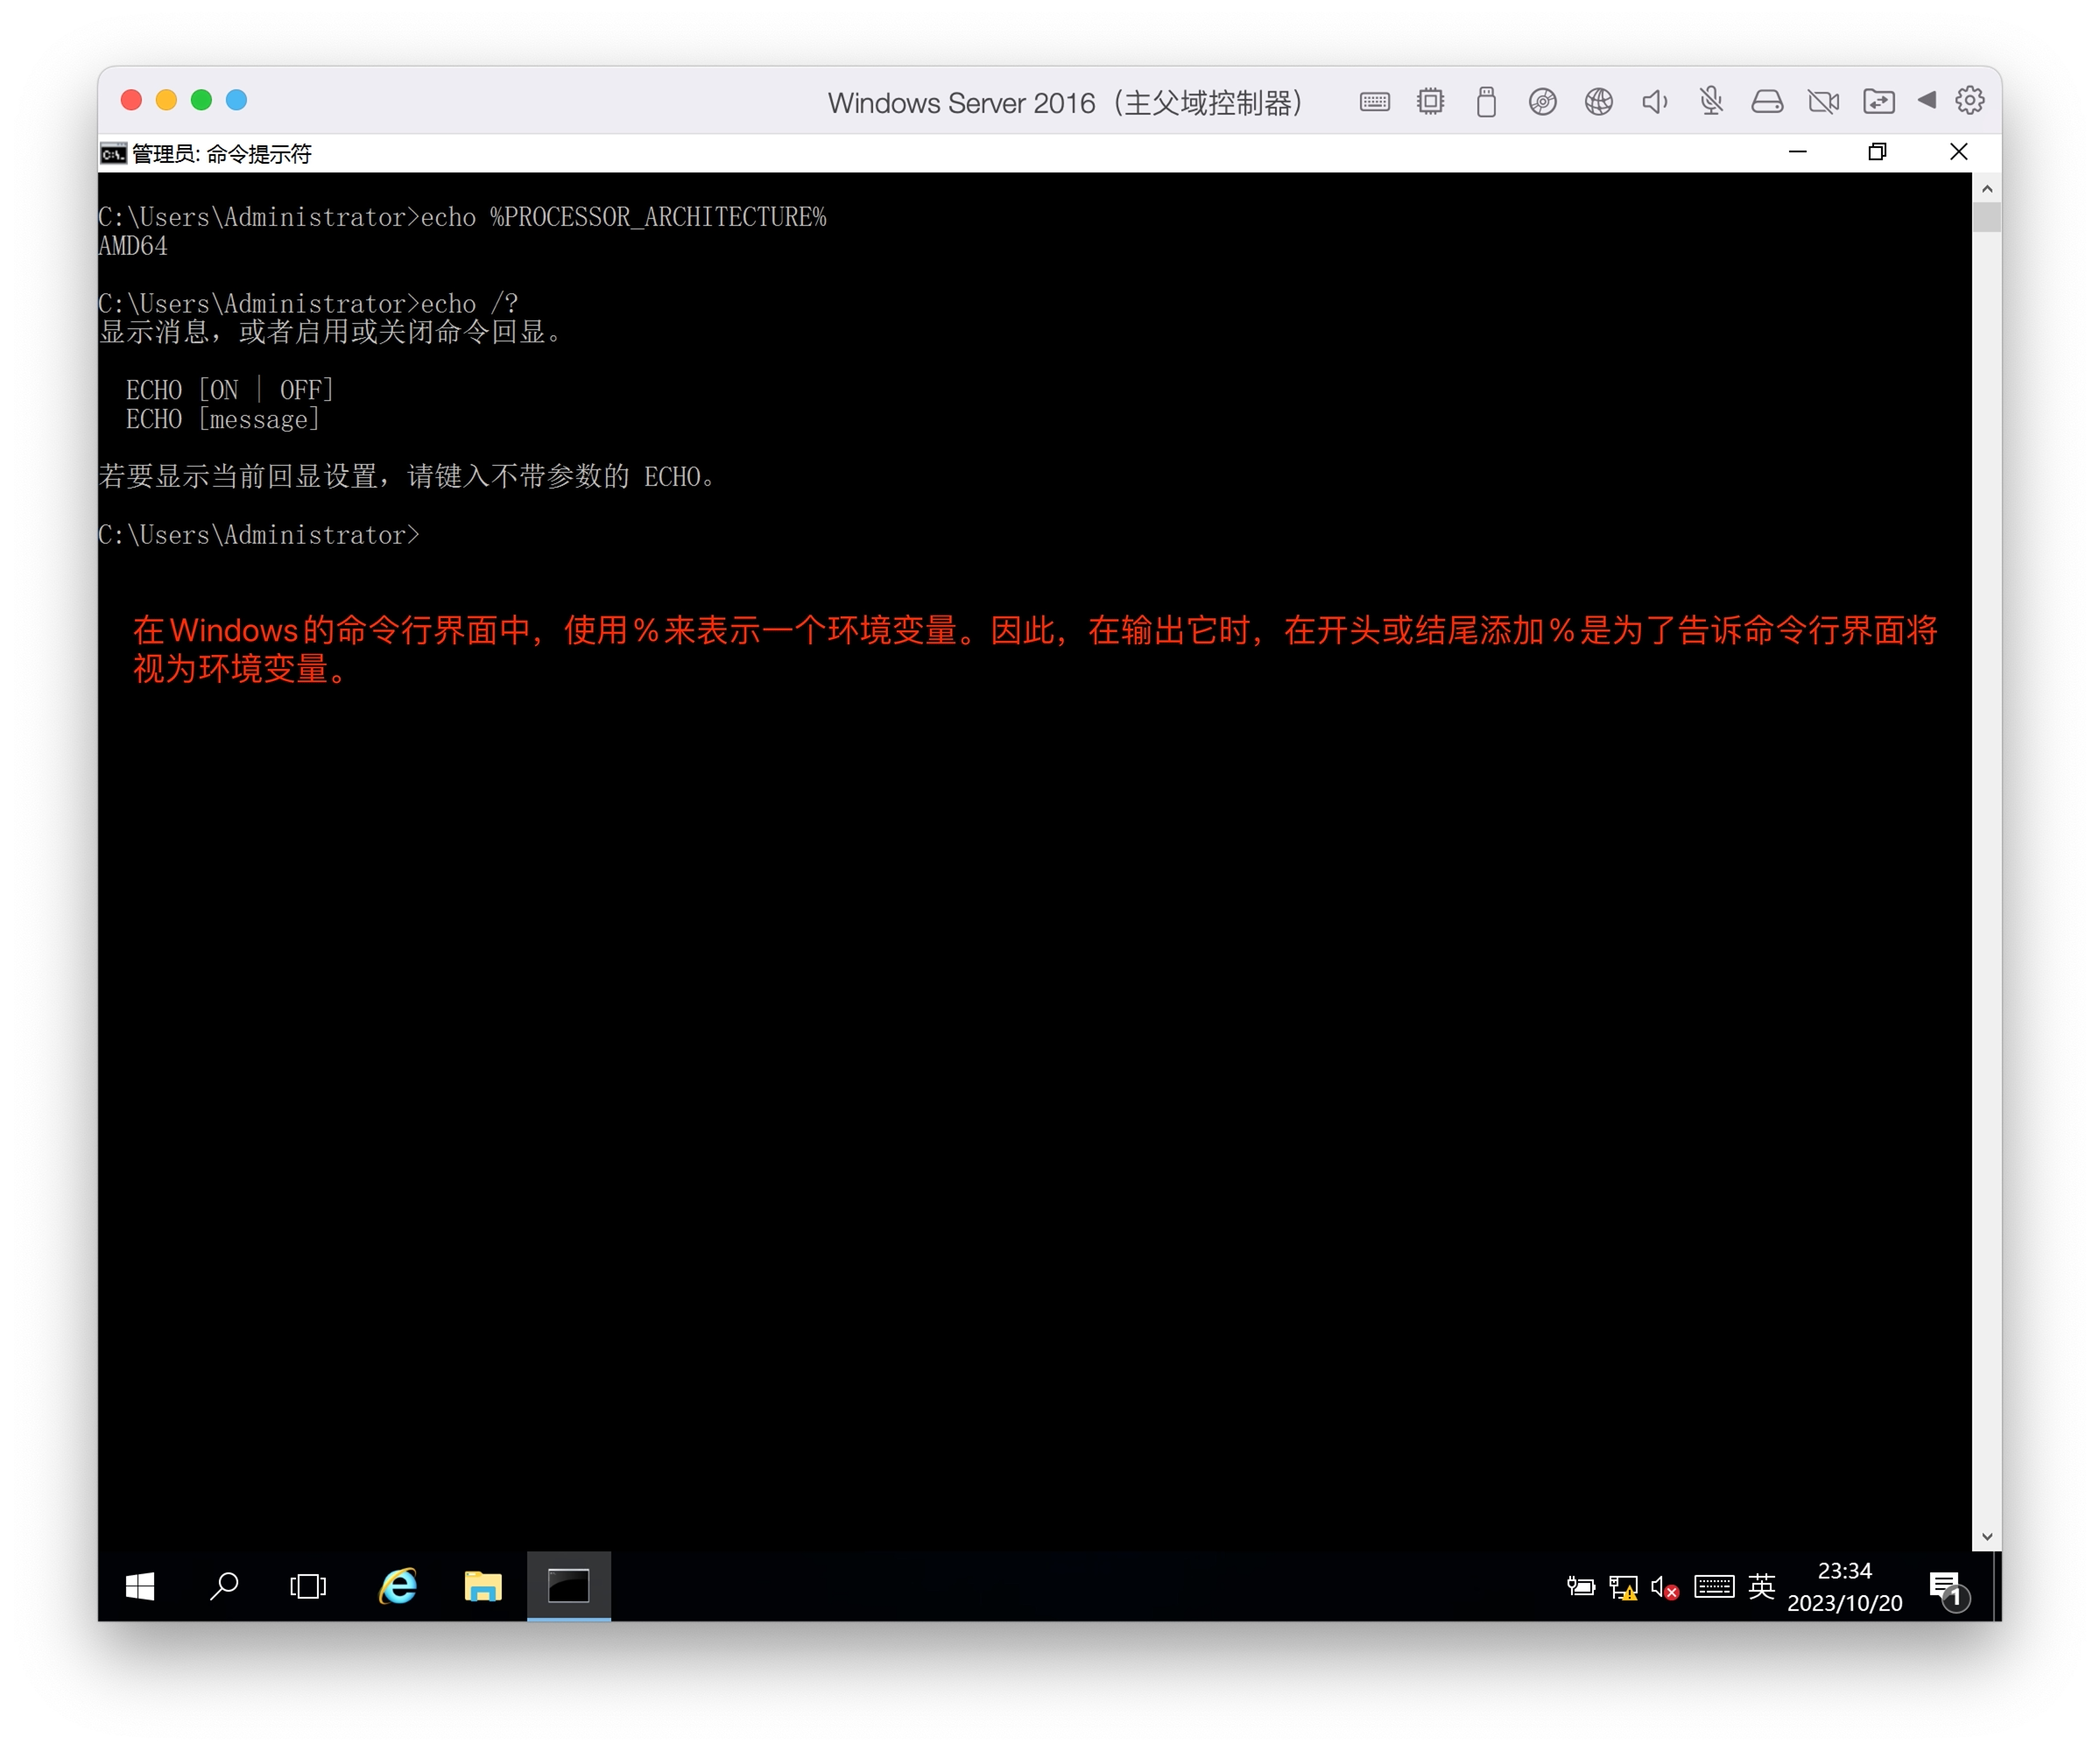 Windows Server 2016（主父域控制器）
管理员: 命令提示符
C:\Users\Administrator>echo %PROCESSOR_ARCHITECTURE%
AMD64
C:\Users\Administrator>echo /?
显示消息，或者启用或关闭命令回显。
ECHO [ON | OFF]
ECHO [message]
若要显示当前回显设置，请键入不带参数的 ECHO。
C:\Users\Administrator>
在Windows的命令行界面中，使用%来表示一个环境变量。因此，在输出它时，在开头或结尾添加%是为了告诉命令行界面将
视为环境变量。
英
23:34
2023/10/20
1